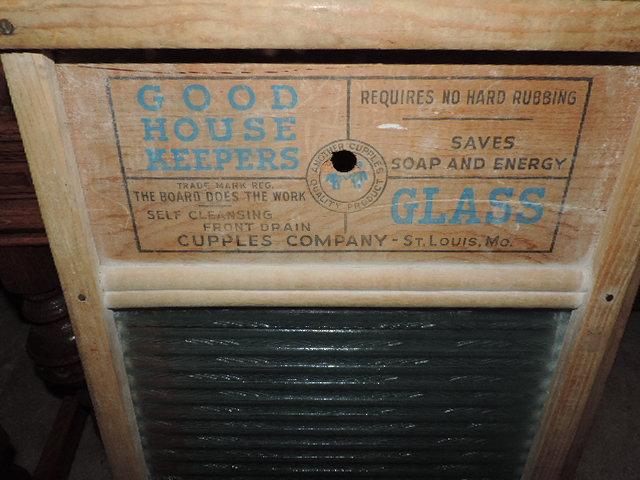 GOOD
HOUSE
KEEPERS
TRADE MARK REG.
THE BOARD DOES THE WORK
SELF CLEANSING
FRONT DRAIN
ANOTHER CUPPLES
QUALITY PRODUCT
REQUIRES NO HARD RUBBING
SAVES
SOAP AND ENERGY
GLASS
CUPPLES COMPANY - ST. LOUIS, MO.